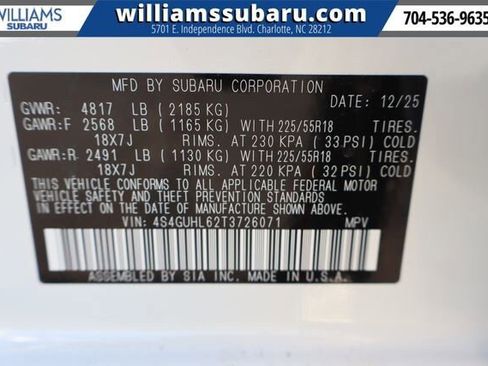 WILLIAMS
SUBARU
williamssubaru.com
5701 E. Independence Blvd. Charlotte, NC 28212
704-536-9635
MFD BY SUBARU CORPORATION
GVWR: 4817 LB (2185 KG) DATE: 12/25
GAWR:F 2568 LB (1165 KG) WITH 225/55R18 TIRES.
18X7J RIMS. AT 230 KPA (33 PSI) COLD
GAWR:R 2491 LB (1130 KG) WITH 225/55R18 TIRES.
18X7J RIMS. AT 220 KPA (32 PSI) COLD
THIS VEHICLE CONFORMS TO ALL APPLICABLE FEDERAL MOTOR
VEHICLE SAFETY AND THEFT PREVENTION STANDARDS IN
EFFECT ON THE DATE OF MANUFACTURE SHOWN ABOVE.
VIN: 4S4GUHL62T3726071 MPV
ASSEMBLED BY SIA INC. MADE IN U.S.A.